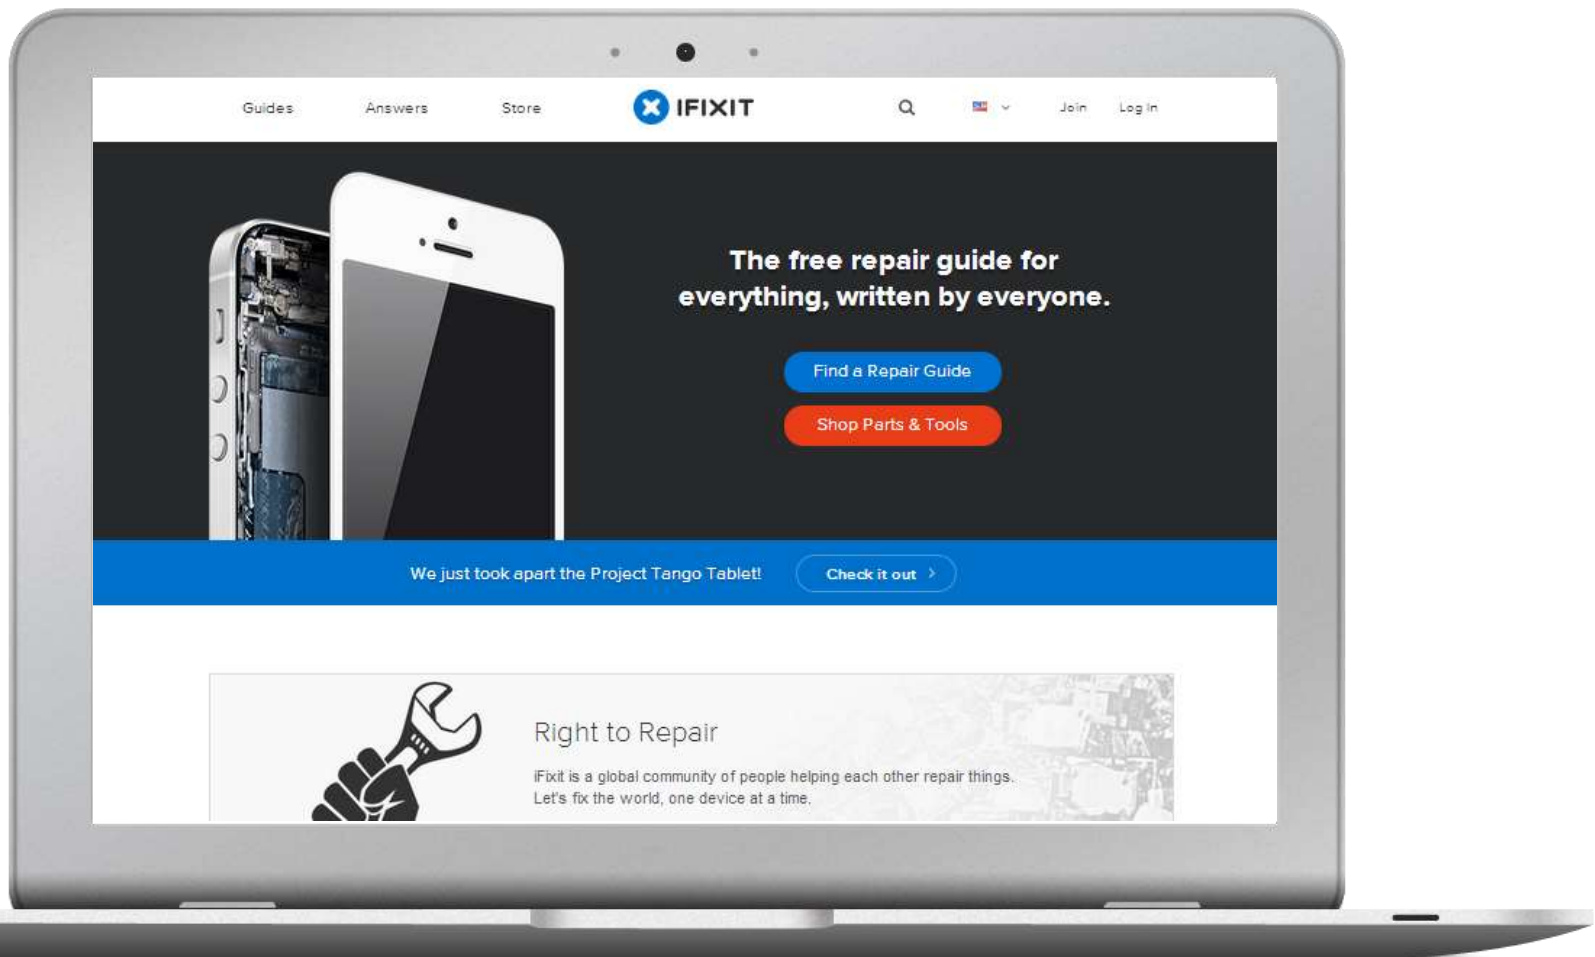 Guides
Answers
Store
IFIXIT
Join
Log In
The free repair guide for
everything, written by everyone.
Find a Repair Guide
Shop Parts & Tools
We just took apart the Project Tango Tablet!
Check it out
Right to Repair
iFixit is a global community of people helping each other repair things.
Let's fix the world, one device at a time.